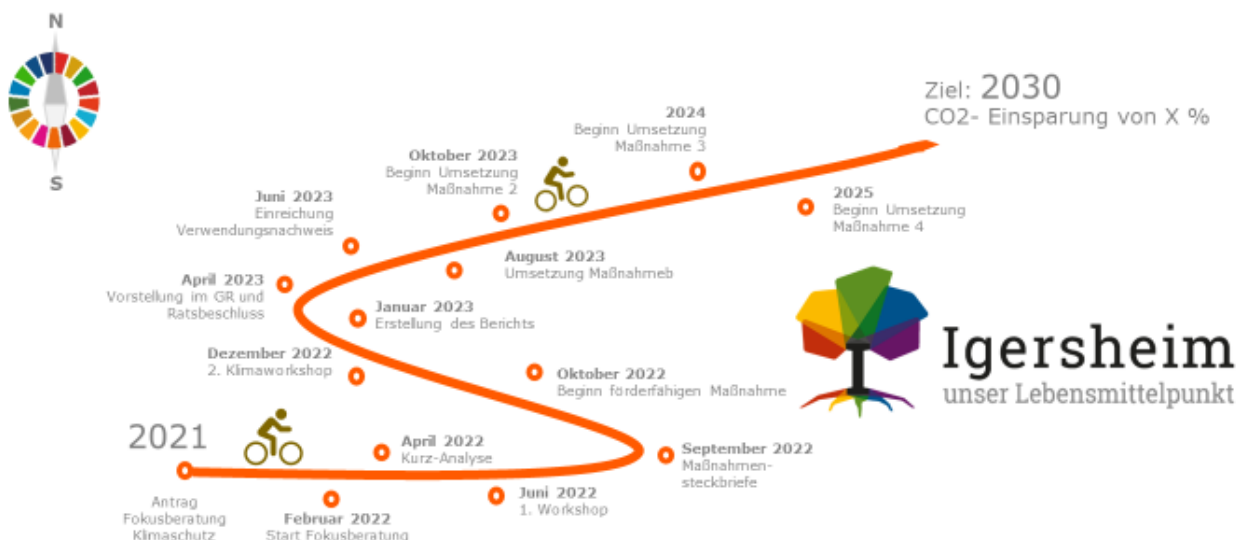 N
S
Ziel: 2030
CO2- Einsparung von X %
2024
Beginn Umsetzung
Maßnahme 3
Oktober 2023
Beginn Umsetzung
Maßnahme 2
2025
Beginn Umsetzung
Maßnahme 4
Juni 2023
Einreichung
Verwendungsnachweis
August 2023
Umsetzung Maßnahmeb
April 2023
Vorstellung im GR und
Ratsbeschluss
Januar 2023
Erstellung des Berichts
Dezember 2022
2. Klimaworkshop
Oktober 2022
Beginn förderfähigen Maßnahme
Igersheim
unser Lebensmittelpunkt
2021
April 2022
Kurz-Analyse
September 2022
Maßnahmen-
steckbriefe
Antrag
Fokusberatung
Klimaschutz
Februar 2022
Start Fokusberatung
Juni 2022
1. Workshop